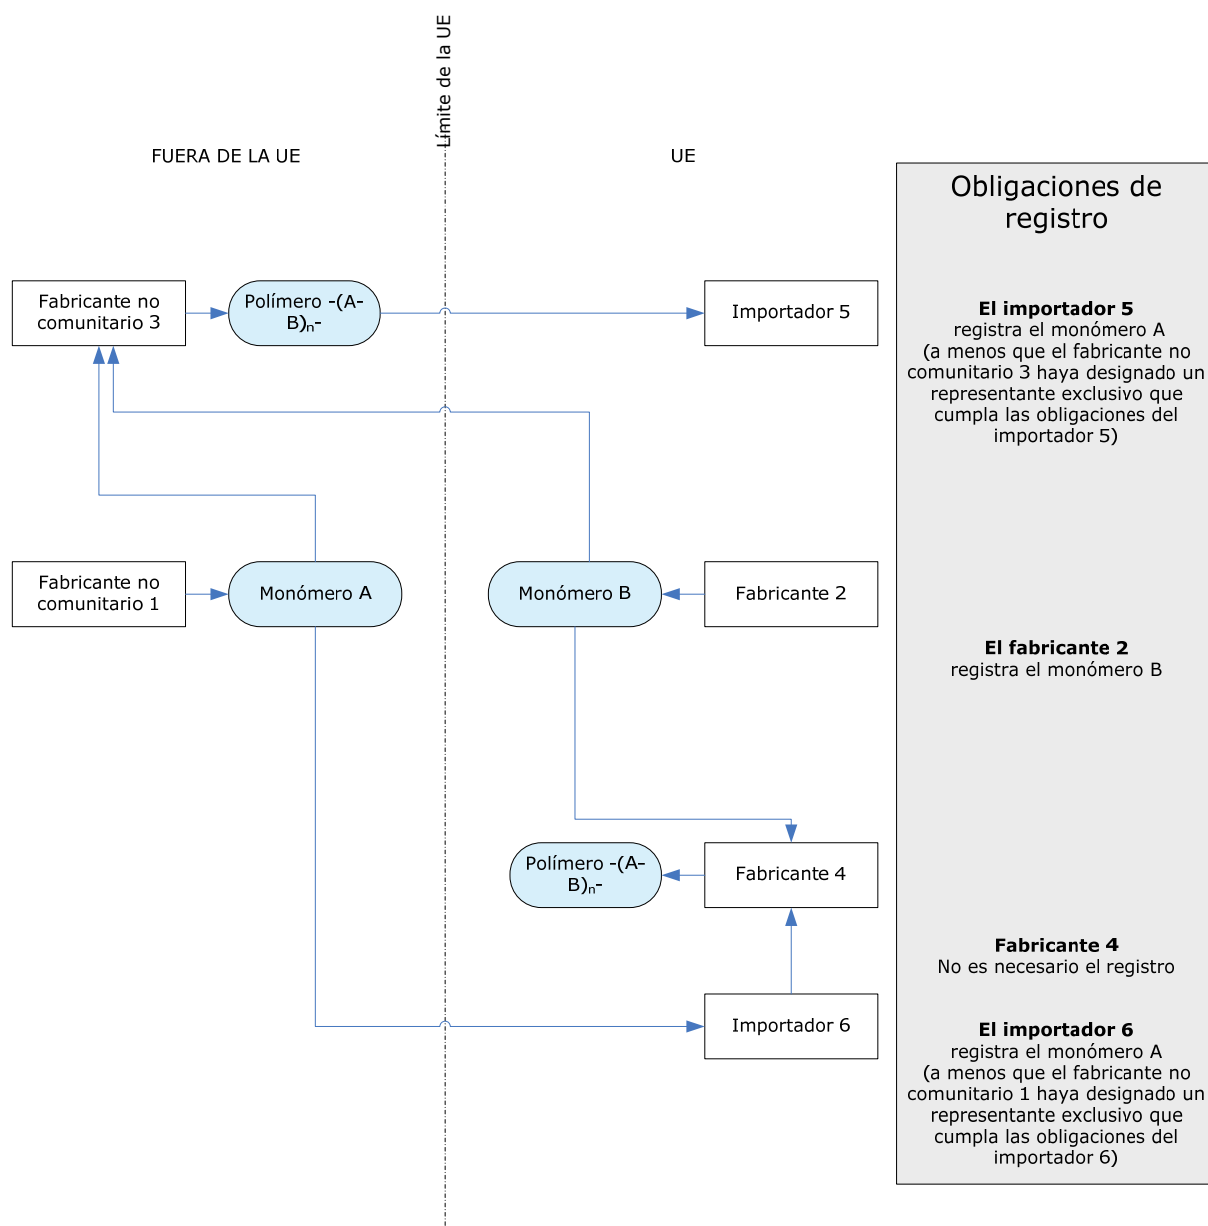 Límite de la UE
FUERA DE LA UE
UE
Obligaciones de
registro
Fabricante no
comunitario 3
Polímero -(A-
B)n-
Importador 5
El importador 5
registra el monómero A
(a menos que el fabricante no
comunitario 3 haya designado un
representante exclusivo que
cumpla las obligaciones del
importador 5)
Fabricante no
comunitario 1
Monómero A
Monómero B
Fabricante 2
El fabricante 2
registra el monómero B
Polímero -(A-
B)n-
Fabricante 4
Fabricante 4
No es necesario el registro
Importador 6
El importador 6
registra el monómero A
(a menos que el fabricante no
comunitario 1 haya designado un
representante exclusivo que
cumpla las obligaciones del
importador 6)